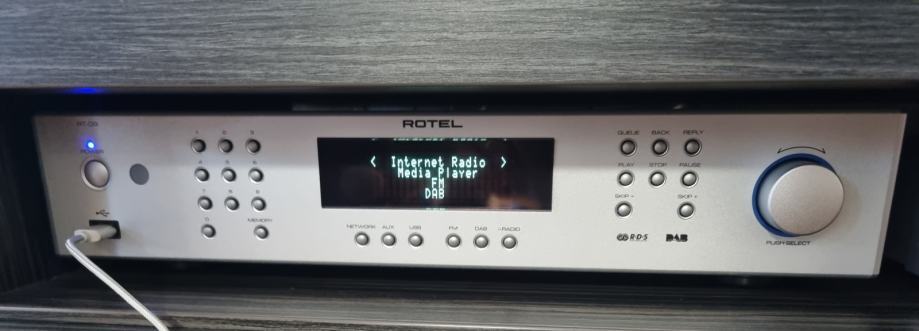 ROTEL
RT-09
POWER
1 2 3
4 5 6
7 8 9
0 MEMORY
< Internet Radio >
Media Player
FM
DAB
NETWORK AUX USB FM DAB I-RADIO
QUEUE BACK REPLY
PLAY STOP PAUSE
SKIP - SKIP +
R·D·S DAB
PUSH-SELECT